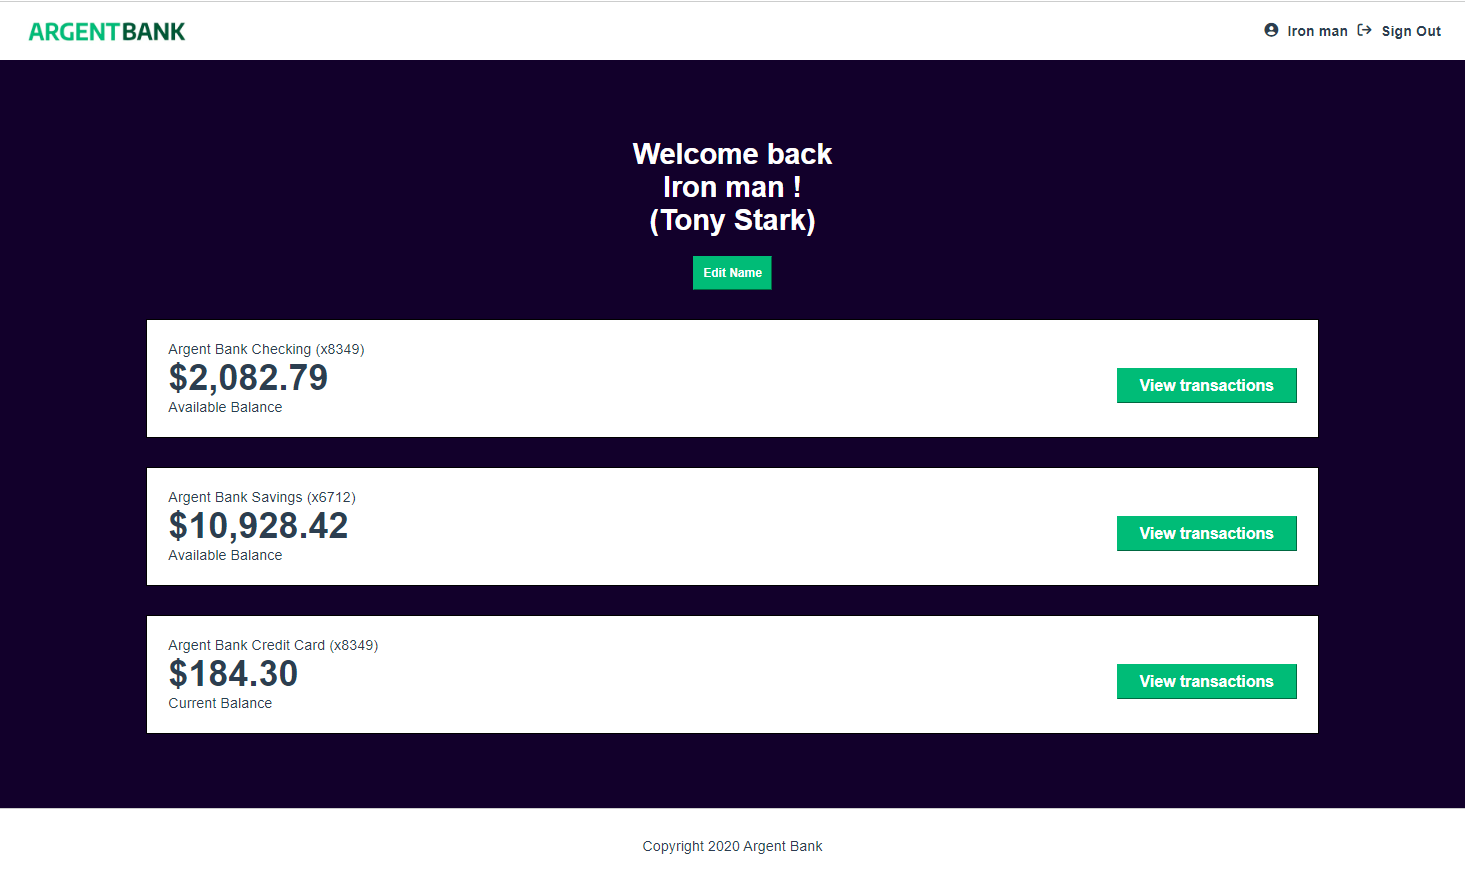 ARGENTBANK
Iron man Sign Out
Welcome back
Iron man !
(Tony Stark)
Edit Name
Argent Bank Checking (x8349)
$2,082.79
Available Balance
View transactions
Argent Bank Savings (x6712)
$10,928.42
Available Balance
View transactions
Argent Bank Credit Card (x8349)
$184.30
Current Balance
View transactions
Copyright 2020 Argent Bank